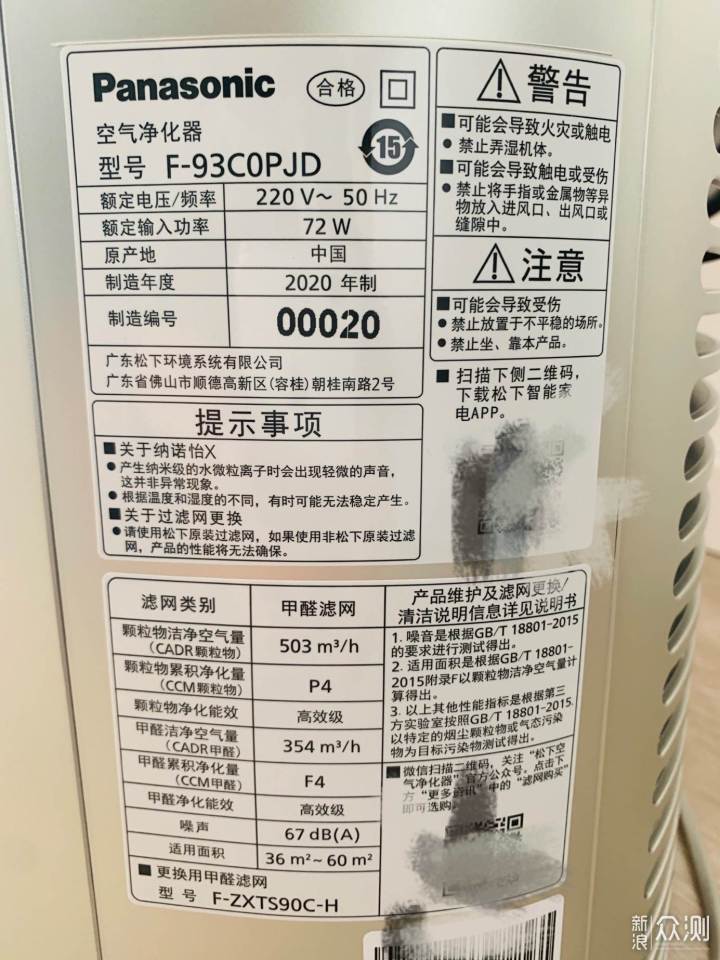 Panasonic 合格
空气净化器
型号 F-93C0PJD 15
额定电压/频率 220 V～ 50 Hz
额定输入功率 72 W
原产地 中国
制造年度 2020 年制
制造编号 00020
广东松下环境系统有限公司
广东省佛山市顺德高新区(容桂)朝桂南路2号
提示事项
■关于纳诺怡X
●产生纳米级的水微粒离子时会出现轻微的声音，
这并非异常现象。
●根据温度和湿度的不同，有时可能无法稳定产生。
■关于过滤网更换
●请使用松下原装过滤网，如果使用非松下原装过滤
网，产品的性能将无法确保。
警告
■可能会导致火灾或触电
●禁止弄湿机体。
■可能会导致触电或受伤
●禁止将手指或金属物等异
物放入进风口、出风口或
缝隙中。
注意
■可能会导致受伤
●禁止放置于不平稳的场所。
●禁止坐、靠本产品。
■扫描下侧二维码，
下载松下智能家
电APP。
滤网类别 甲醛滤网
颗粒物洁净空气量
(CADR颗粒物) 503 m³/h
颗粒物累积净化量
(CCM颗粒物) P4
颗粒物净化能效 高效级
甲醛洁净空气量
(CADR甲醛) 354 m³/h
甲醛累积净化量
(CCM甲醛) F4
甲醛净化能效 高效级
噪声 67 dB(A)
适用面积 36 m²~60 m²
■更换用甲醛滤网
型 号 F-ZXTS90C-H
产品维护及滤网更换/
清洁说明信息详见说明书
1. 噪音是根据GB/T 18801-2015
的要求进行测试得出。
2. 适用面积是根据GB/T 18801-
2015附录F以颗粒物洁净空气量计
算得出。
3. 以上其他性能指标是根据第三
方实验室按照GB/T 18801-2015,
以特定的烟尘颗粒物或气态污染
物为目标污染物测试得出。
■微信扫描二维码，关注“松下空
气净化器”官方公众号，点击下
方“更多资讯”中的“滤网购买”
即可选购
新浪 众测